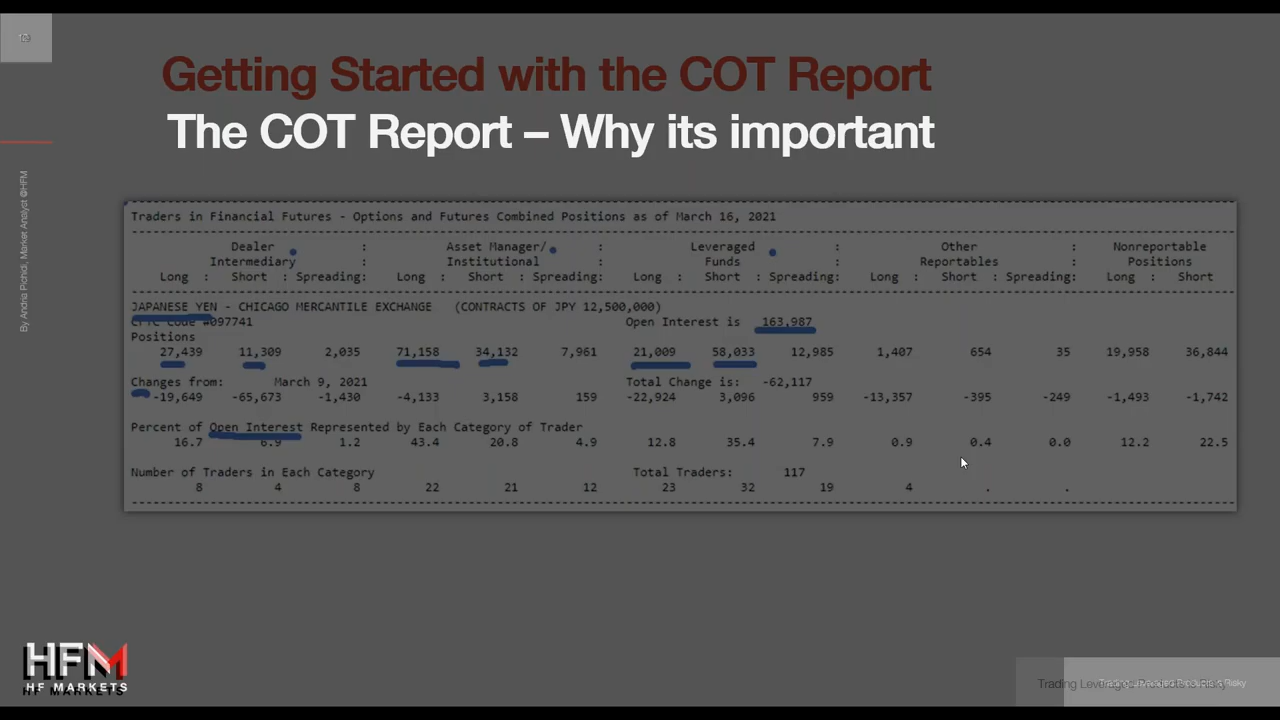 Getting Started with the COT Report
The COT Report – Why its important
By Andria Pichidi, Market Analyst @HFM
Traders in Financial Futures - Options and Futures Combined Positions as of March 16, 2021
Dealer : Asset Manager/ : Leveraged : Other : Nonreportable
Intermediary : Institutional : Funds : Reportables : Positions
Long : Short : Spreading: Long : Short : Spreading: Long : Short : Spreading: Long : Short : Spreading: Long : Short
JAPANESE YEN - CHICAGO MERCANTILE EXCHANGE (CONTRACTS OF JPY 12,500,000)
CFTC Code #097741 Open Interest is 163,987
Positions
27,439 11,309 2,035 71,158 34,132 7,961 21,009 58,033 12,985 1,407 654 35 19,958 36,844
Changes from: March 9, 2021 Total Change is: -62,117
-19,649 -65,673 -1,430 -4,133 3,158 159 -22,924 3,096 959 -13,357 -395 -249 -1,493 -1,742
Percent of Open Interest Represented by Each Category of Trader
16.7 6.9 1.2 43.4 20.8 4.9 12.8 35.4 7.9 0.9 0.4 0.0 12.2 22.5
Number of Traders in Each Category Total Traders: 117
8 4 8 22 21 12 23 32 19 4 . .
HFM
HF MARKETS
Trading Leveraged Products is Risky